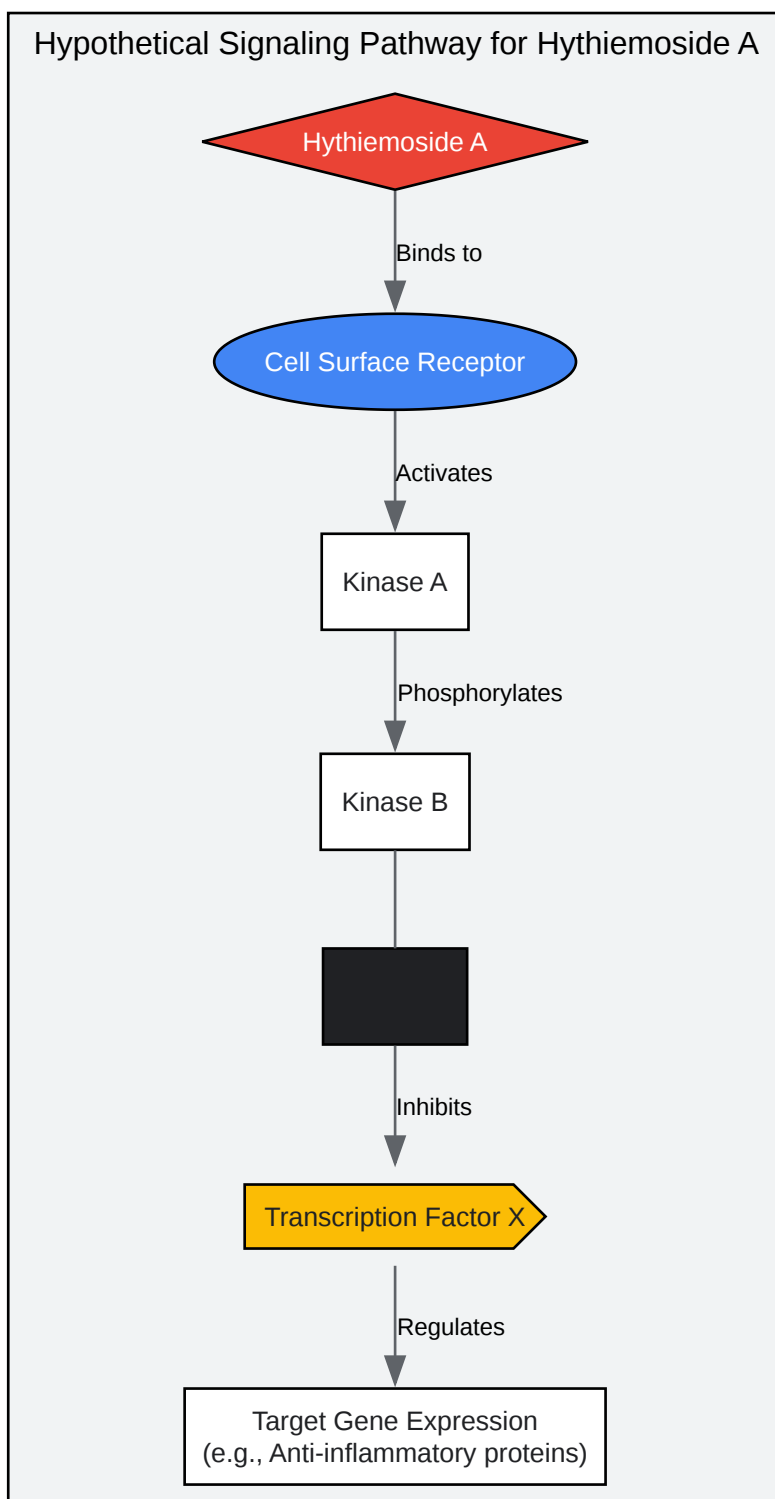 Hypothetical Signaling Pathway for Hythiemoside A
Hythiemoside A
Binds to
Cell Surface Receptor
Activates
Kinase A
Phosphorylates
Kinase B
Inhibits
Transcription Factor X
Regulates
Target Gene Expression
(e.g., Anti-inflammatory proteins)